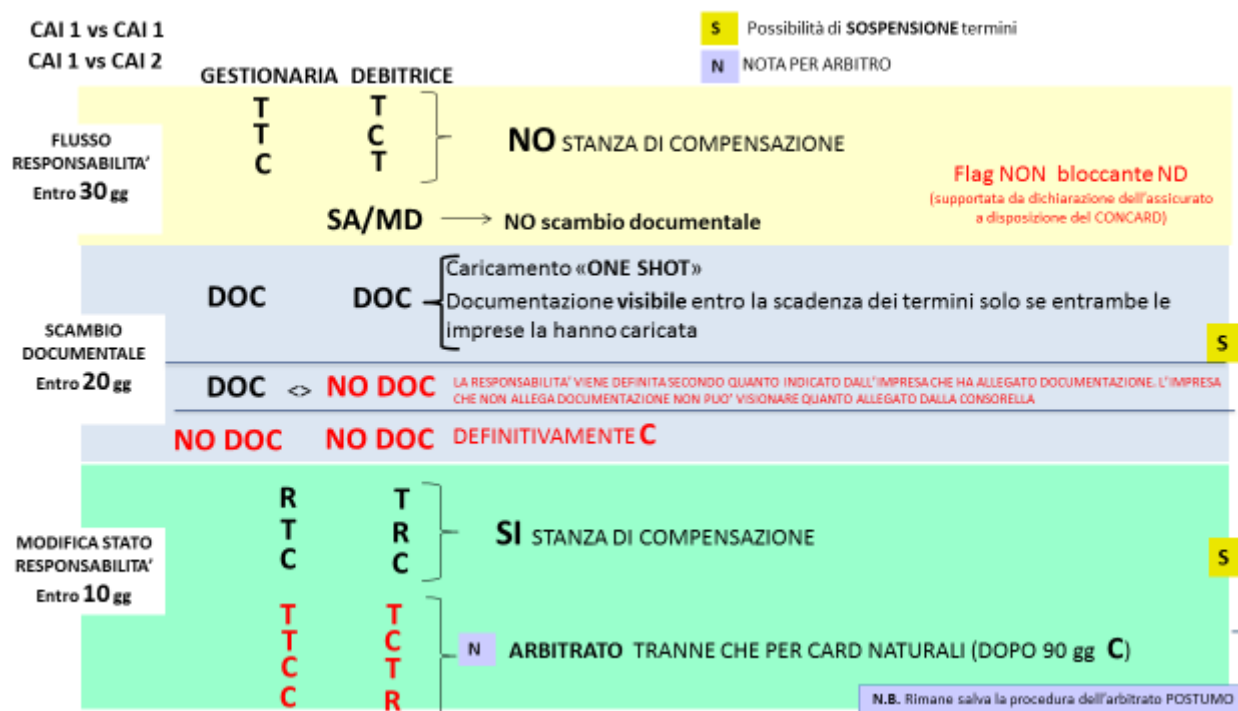 CAI 1 vs CAI 1
CAI 1 vs CAI 2
S Possibilità di SOSPENSIONE termini
N NOTA PER ARBITRO
GESTIONARIA DEBITRICE
FLUSSO
RESPONSABILITA'
Entro 30 gg
T T
T C
C T
NO STANZA DI COMPENSAZIONE
Flag NON bloccante ND
(supportata da dichiarazione dell'assicurato
a disposizione del CONCARD)
SA/MD → NO scambio documentale
SCAMBIO
DOCUMENTALE
Entro 20 gg
DOC DOC
Caricamento «ONE SHOT»
Documentazione visibile entro la scadenza dei termini solo se entrambe le
imprese la hanno caricata
S
DOC <> NO DOC
LA RESPONSABILITA' VIENE DEFINITA SECONDO QUANTO INDICATO DALL'IMPRESA CHE HA ALLEGATO DOCUMENTAZIONE. L'IMPRESA
CHE NON ALLEGA DOCUMENTAZIONE NON PUO' VISIONARE QUANTO ALLEGATO DALLA CONSORELLA
NO DOC NO DOC DEFINITIVAMENTE C
MODIFICA STATO
RESPONSABILITA'
Entro 10 gg
R T
T R
C C
SI STANZA DI COMPENSAZIONE
S
T T
T C
C T
C R
N ARBITRATO TRANNE CHE PER CARD NATURALI (DOPO 90 gg C)
N.B. Rimane salva la procedura dell'arbitrato POSTUMO